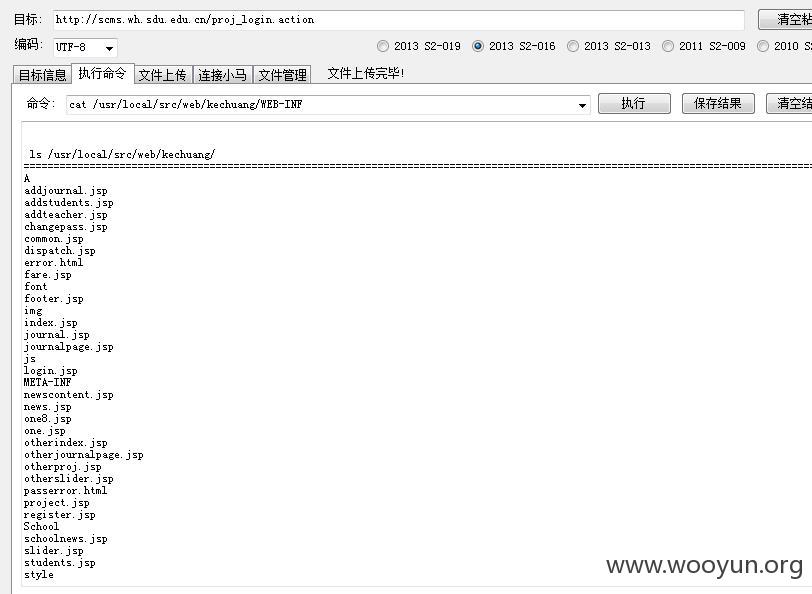 目标: http://scms.wh.sdu.edu.cn/proj_login.action 清空粘
编码: UTF-8 2013 S2-019 2013 S2-016 2013 S2-013 2011 S2-009 2010 S
目标信息 执行命令 文件上传 连接小马 文件管理 文件上传完毕!
命令: cat /usr/local/src/web/kechuang/WEB-INF 执行 保存结果 清空结
ls /usr/local/src/web/kechuang/
A
addjournal.jsp
addstudents.jsp
addteacher.jsp
changepass.jsp
common.jsp
dispatch.jsp
error.html
fare.jsp
font
footer.jsp
img
index.jsp
journal.jsp
journalpage.jsp
js
login.jsp
META-INF
newscontent.jsp
news.jsp
one8.jsp
one.jsp
otherindex.jsp
otherjournalpage.jsp
otherproj.jsp
otherslider.jsp
passerror.html
project.jsp
register.jsp
School
schoolnews.jsp
slider.jsp
students.jsp
style
www.wooyun.org